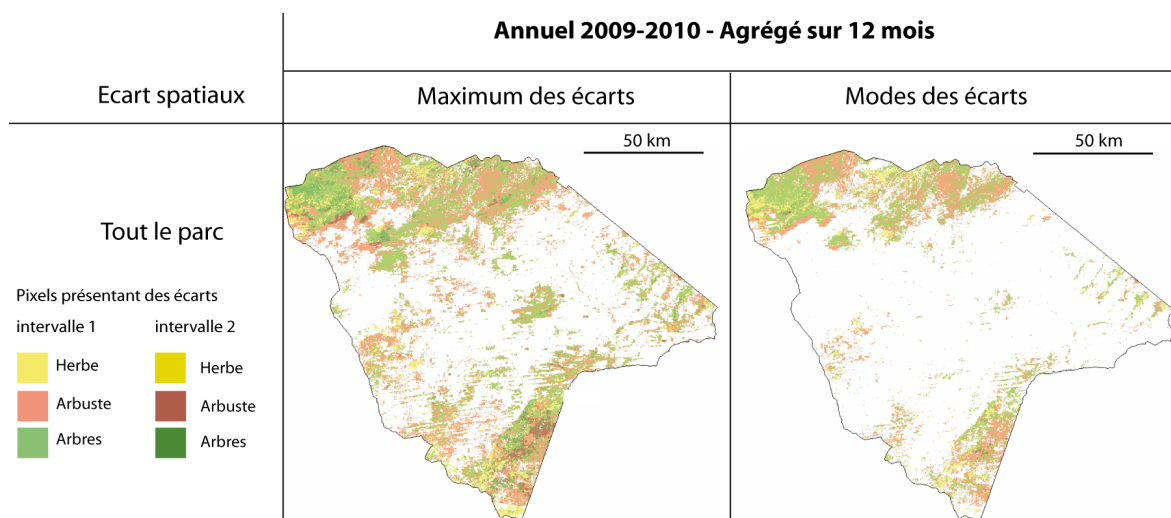 Annuel 2009-2010 - Agrégé sur 12 mois
Ecart spatiaux
Maximum des écarts
Modes des écarts
50 km
50 km
Tout le parc
Pixels présentant des écarts
intervalle 1
intervalle 2
Herbe
Herbe
Arbuste
Arbuste
Arbres
Arbres